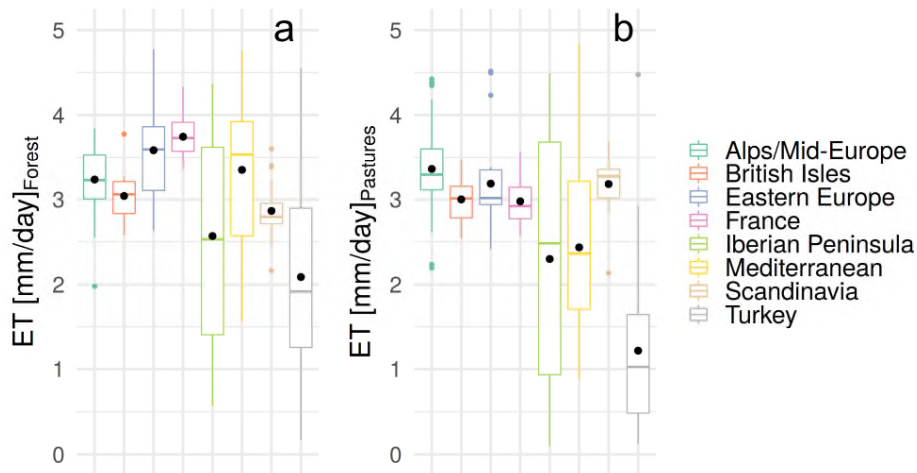 a
b
5
4
3
2
1
0
ET [mm/day]Forest
5
4
3
2
1
0
ET [mm/day]Pastures
Alps/Mid-Europe
British Isles
Eastern Europe
France
Iberian Peninsula
Mediterranean
Scandinavia
Turkey